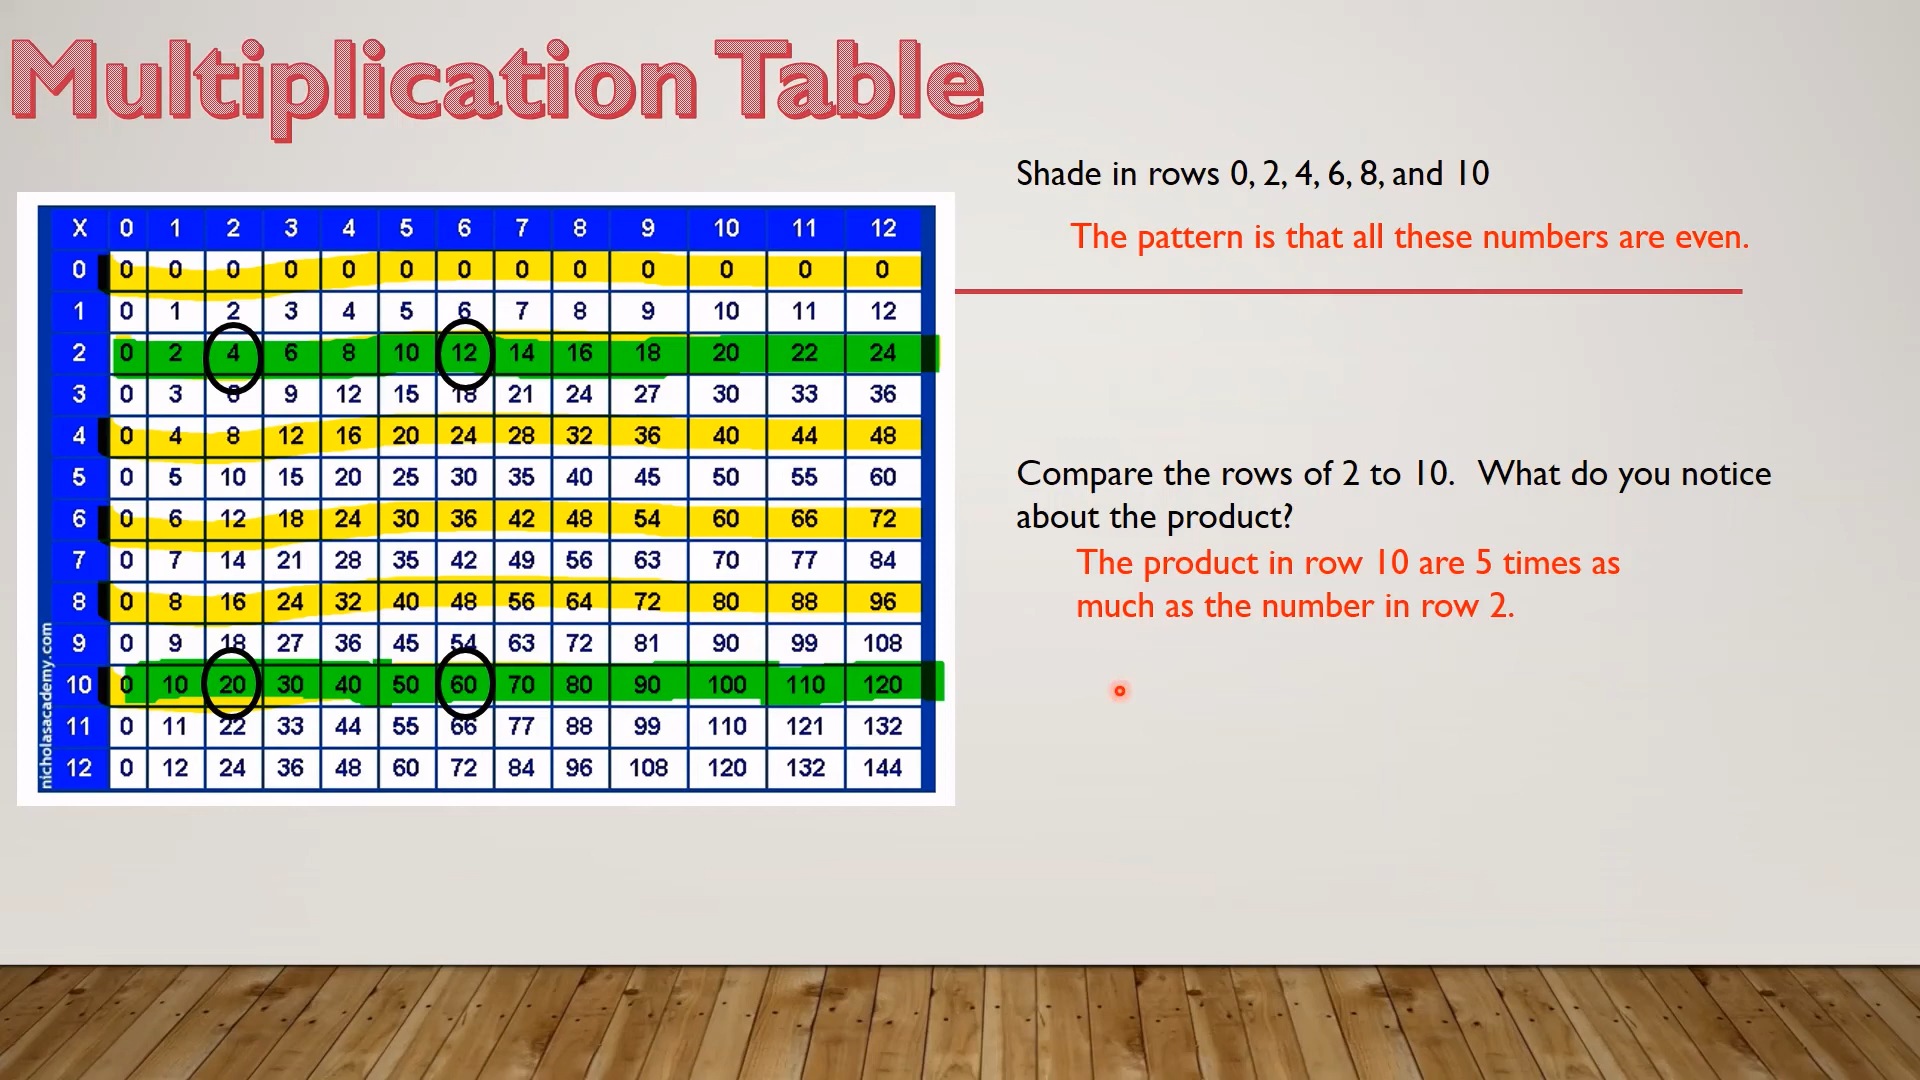 Multiplication Table
Shade in rows 0, 2, 4, 6, 8, and 10
The pattern is that all these numbers are even.
X 0 1 2 3 4 5 6 7 8 9 10 11 12
0 0 0 0 0 0 0 0 0 0 0 0 0 0
1 0 1 2 3 4 5 6 7 8 9 10 11 12
2 0 2 4 6 8 10 12 14 16 18 20 22 24
3 0 3 6 9 12 15 18 21 24 27 30 33 36
4 0 4 8 12 16 20 24 28 32 36 40 44 48
5 0 5 10 15 20 25 30 35 40 45 50 55 60
6 0 6 12 18 24 30 36 42 48 54 60 66 72
7 0 7 14 21 28 35 42 49 56 63 70 77 84
8 0 8 16 24 32 40 48 56 64 72 80 88 96
9 0 9 18 27 36 45 54 63 72 81 90 99 108
10 0 10 20 30 40 50 60 70 80 90 100 110 120
11 0 11 22 33 44 55 66 77 88 99 110 121 132
12 0 12 24 36 48 60 72 84 96 108 120 132 144
nicholasacademy.com
Compare the rows of 2 to 10. What do you notice
about the product?
The product in row 10 are 5 times as
much as the number in row 2.